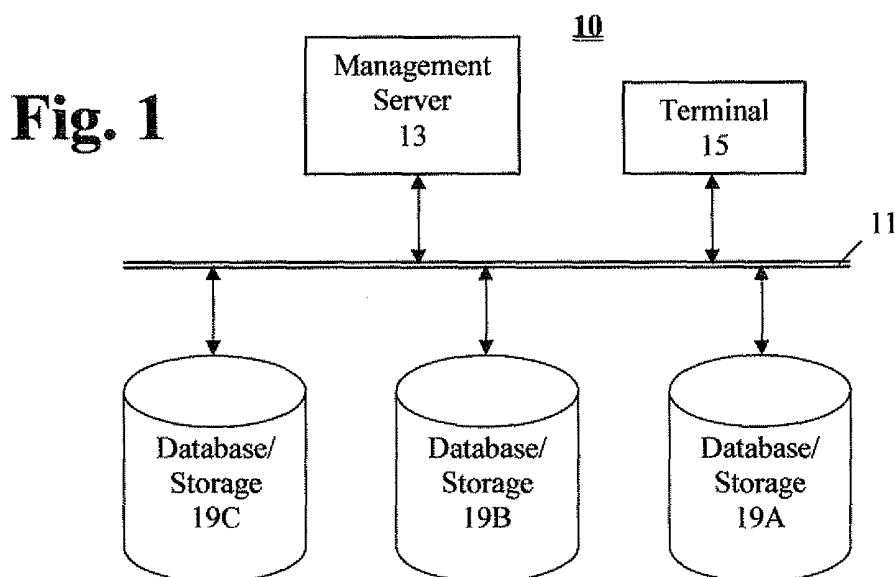 10
Fig. 1
Management
Server
13
Terminal
15
11
Database/
Storage
19C
Database/
Storage
19B
Database/
Storage
19A